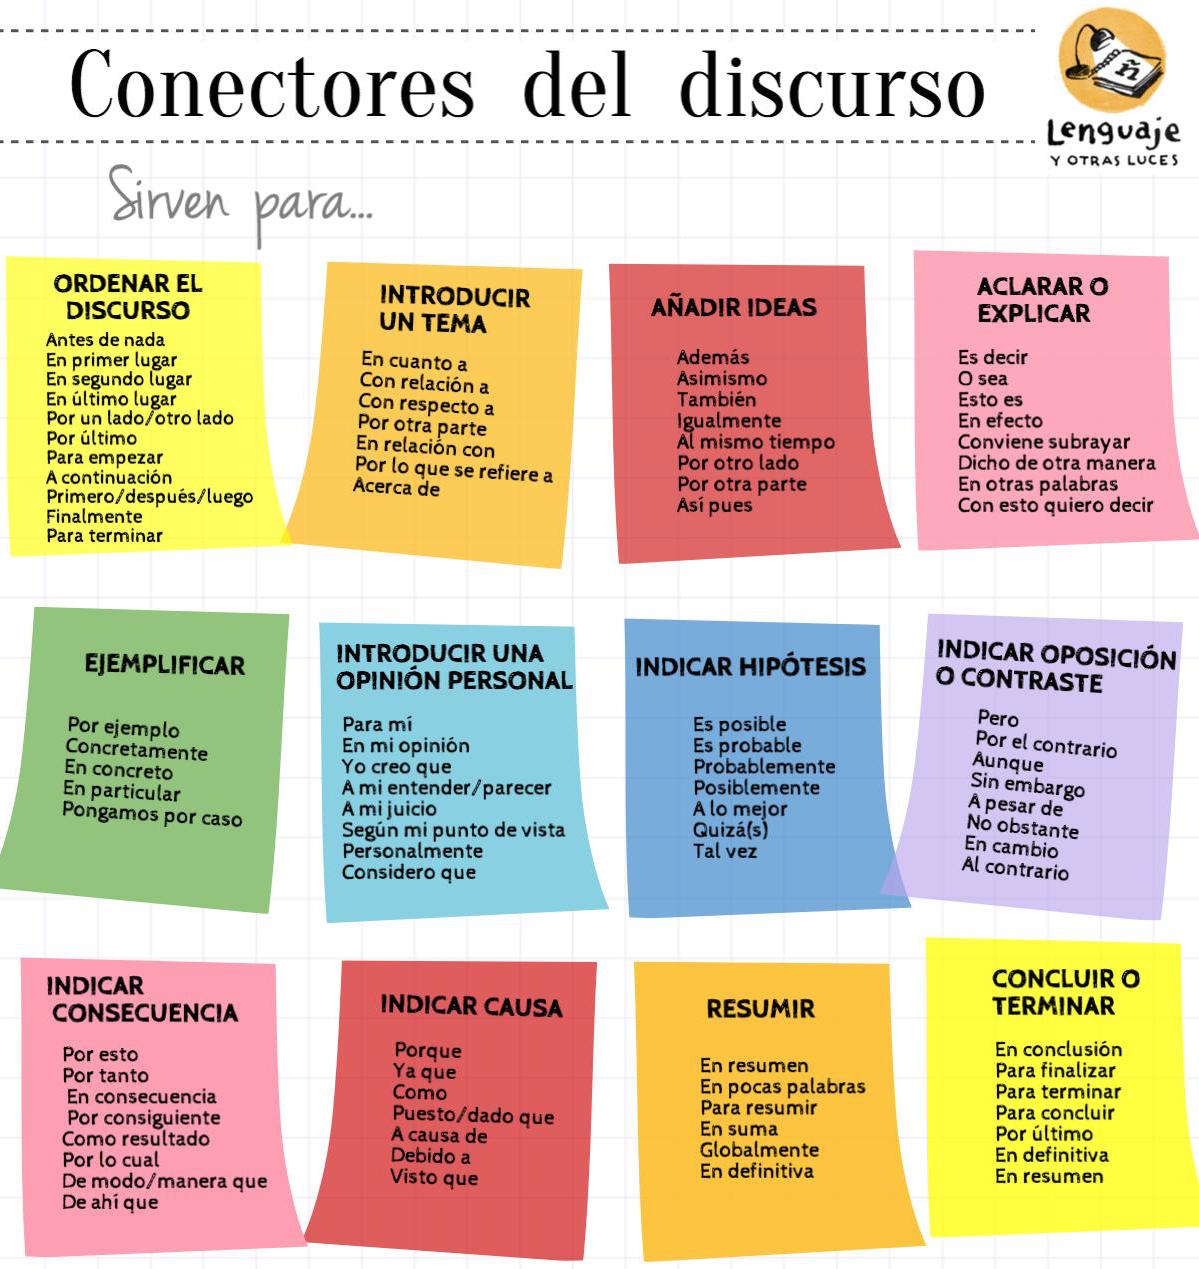 Conectores del discurso
ñ
Lenguaje
Y OTRAS LUCES
Sirven para...
ORDENAR EL
DISCURSO
Antes de nada
En primer lugar
En segundo lugar
En último lugar
Por un lado/otro lado
Por último
Para empezar
A continuación
Primero/después/luego
Finalmente
Para terminar
INTRODUCIR
UN TEMA
En cuanto a
Con relación a
Con respecto a
Por otra parte
En relación con
Por lo que se refiere a
Acerca de
AÑADIR IDEAS
Además
Asimismo
También
Igualmente
Al mismo tiempo
Por otro lado
Por otra parte
Así pues
ACLARAR O
EXPLICAR
Es decir
O sea
Esto es
En efecto
Conviene subrayar
Dicho de otra manera
En otras palabras
Con esto quiero decir
EJEMPLIFICAR
Por ejemplo
Concretamente
En concreto
En particular
Pongamos por caso
INTRODUCIR UNA
OPINIÓN PERSONAL
Para mí
En mi opinión
Yo creo que
A mi entender/parecer
A mi juicio
Según mi punto de vista
Personalmente
Considero que
INDICAR HIPÓTESIS
Es posible
Es probable
Probablemente
Posiblemente
A lo mejor
Quizá(s)
Tal vez
INDICAR OPOSICIÓN
O CONTRASTE
Pero
Por el contrario
Aunque
Sin embargo
A pesar de
No obstante
En cambio
Al contrario
INDICAR
CONSECUENCIA
Por esto
Por tanto
En consecuencia
Por consiguiente
Como resultado
Por lo cual
De modo/manera que
De ahí que
INDICAR CAUSA
Porque
Ya que
Como
Puesto/dado que
A causa de
Debido a
Visto que
RESUMIR
En resumen
En pocas palabras
Para resumir
En suma
Globalmente
En definitiva
CONCLUIR O
TERMINAR
En conclusión
Para finalizar
Para terminar
Para concluir
Por último
En definitiva
En resumen